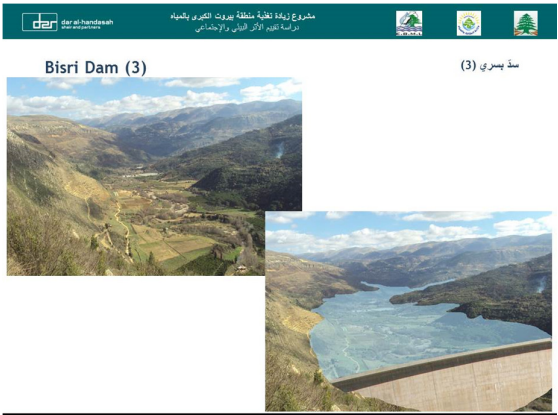 dar al-handasah
shair and partners
مشروع زيادة تغذية منطقة بيروت الكبرى بالمياه
دراسة تقييم الأثر البيئي والإجتماعي
Bisri Dam (3)
سدّ بسري (3)